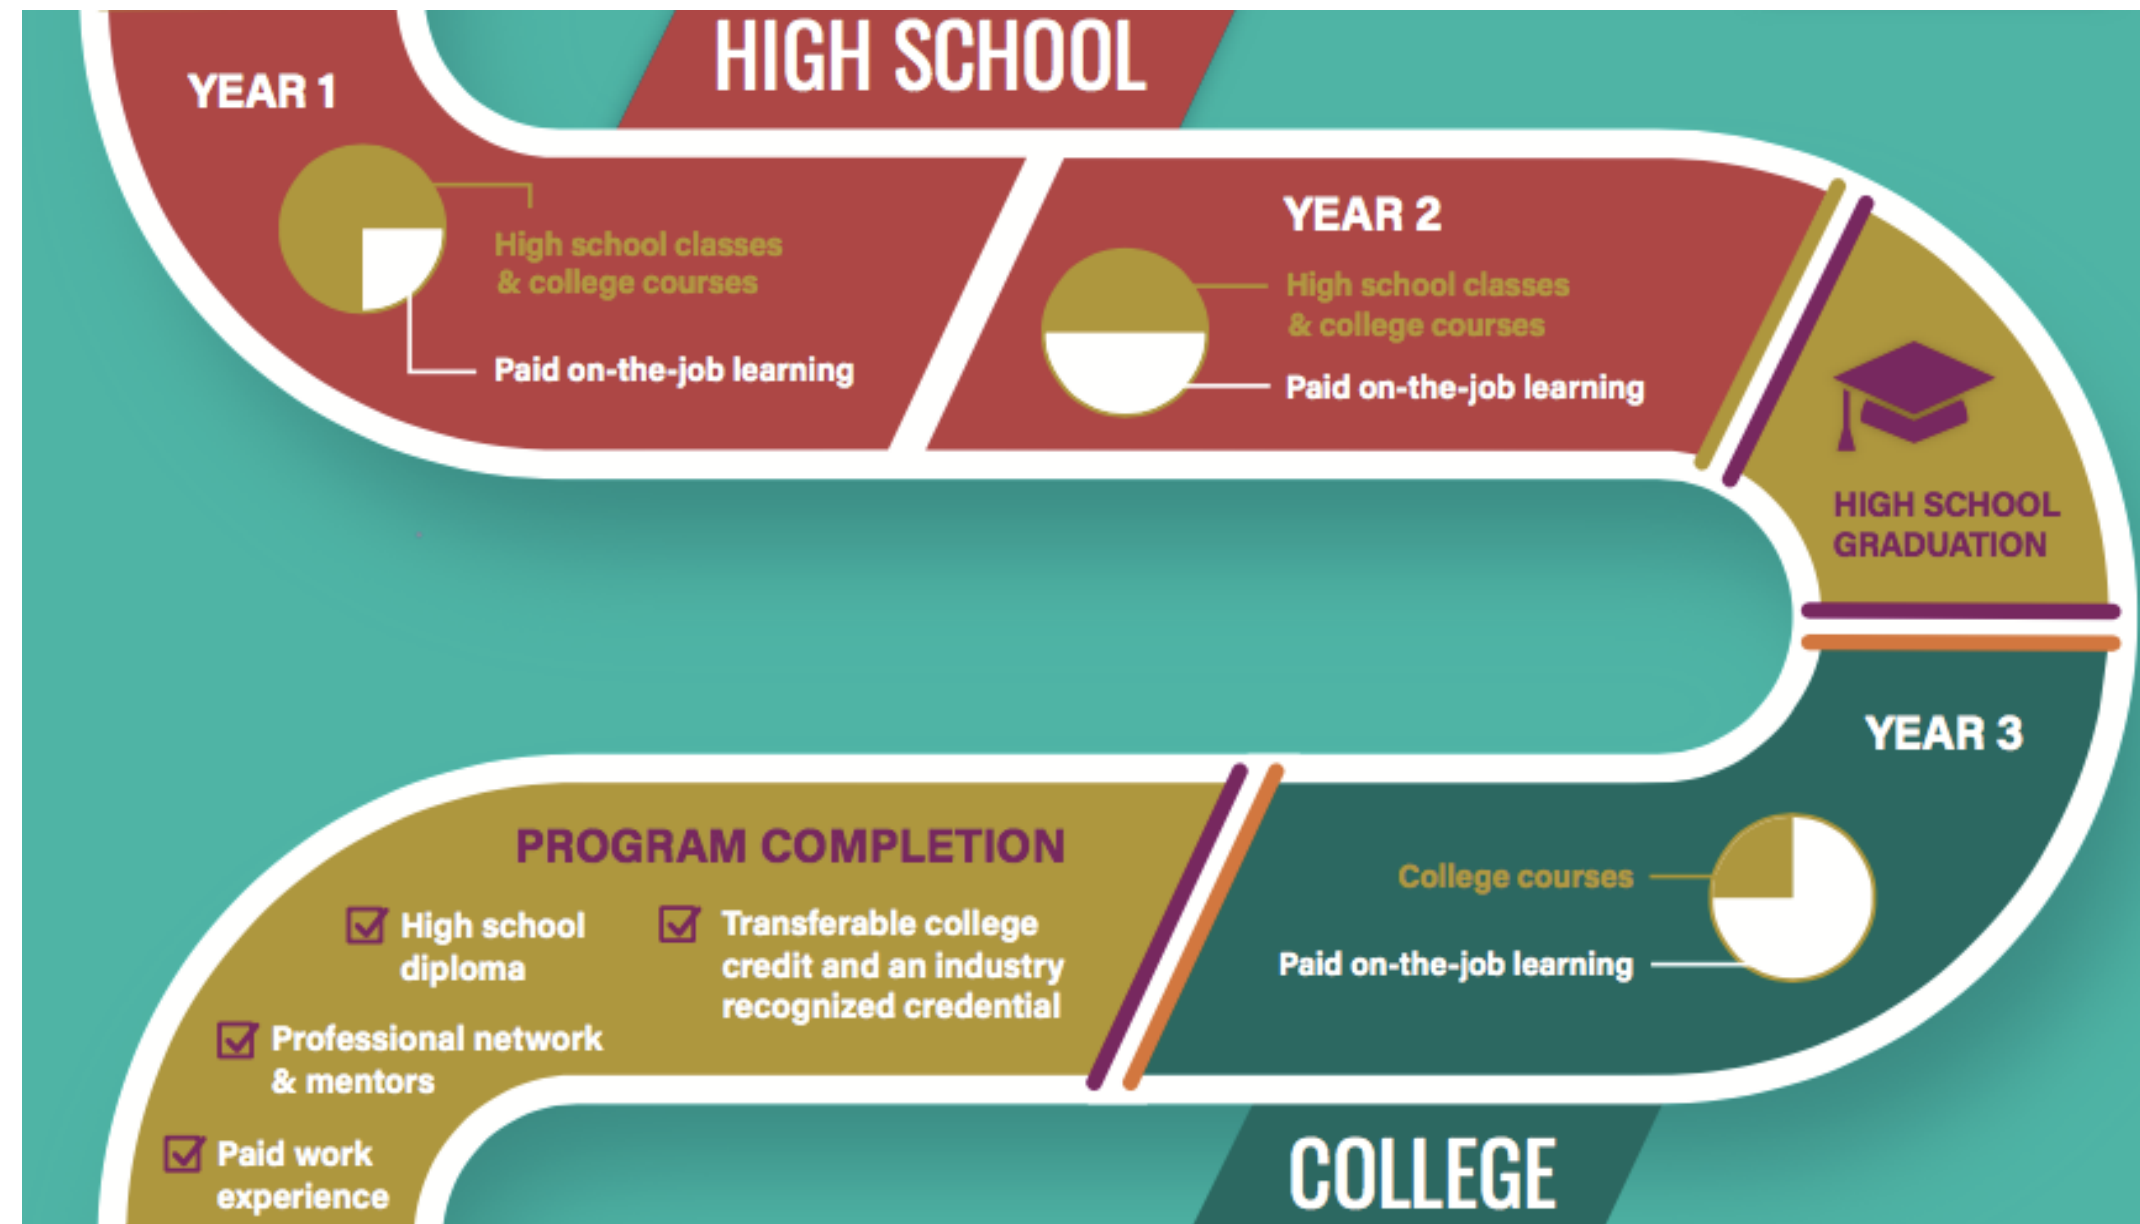 HIGH SCHOOL
YEAR 1
High school classes
& college courses
Paid on-the-job learning
YEAR 2
High school classes
& college courses
Paid on-the-job learning
HIGH SCHOOL
GRADUATION
YEAR 3
College courses
Paid on-the-job learning
PROGRAM COMPLETION
High school
diploma
Transferable college
credit and an industry
recognized credential
Professional network
& mentors
Paid work
experience
COLLEGE